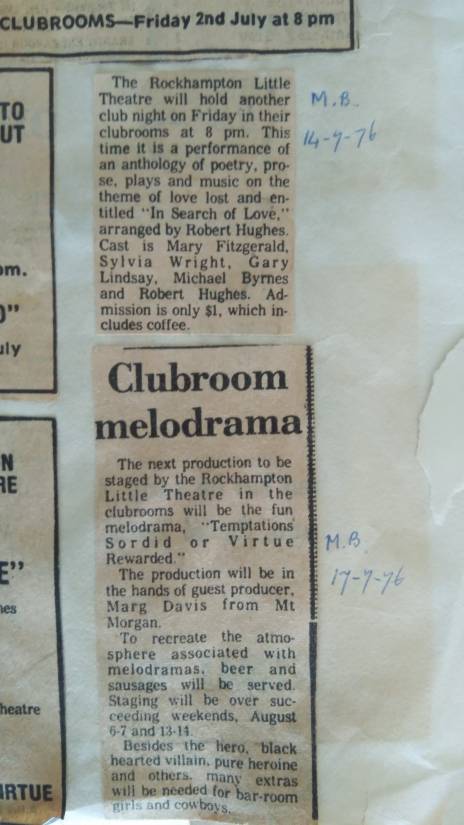 CLUBROOMS—Friday 2nd July at 8 pm
TO
UT
om.
O"
uly
N
RE
E"
nes
heatre
IRTUE
The Rockhampton Little
Theatre will hold another
club night on Friday in their
clubrooms at 8 pm. This
time it is a performance of
an anthology of poetry, pro-
se, plays and music on the
theme of love lost and en-
titled "In Search of Love,"
arranged by Robert Hughes.
Cast is Mary Fitzgerald,
Sylvia Wright, Gary
Lindsay, Michael Byrnes
and Robert Hughes. Ad-
mission is only $1, which in-
cludes coffee.
M.B.
14-7-76
Clubroom
melodrama
The next production to be
staged by the Rockhampton
Little Theatre in the
clubrooms will be the fun
melodrama, "Temptations
Sordid or Virtue
Rewarded."
The production will be in
the hands of guest producer,
Marg Davis from Mt
Morgan.
To recreate the atmo-
sphere associated with
melodramas, beer and
sausages will be served.
Staging will be over suc-
ceeding weekends, August
6-7 and 13-14.
Besides the hero, black
hearted villain, pure heroine
and others, many extras
will be needed for bar-room
girls and cowboys.
M.B.
17-7-76